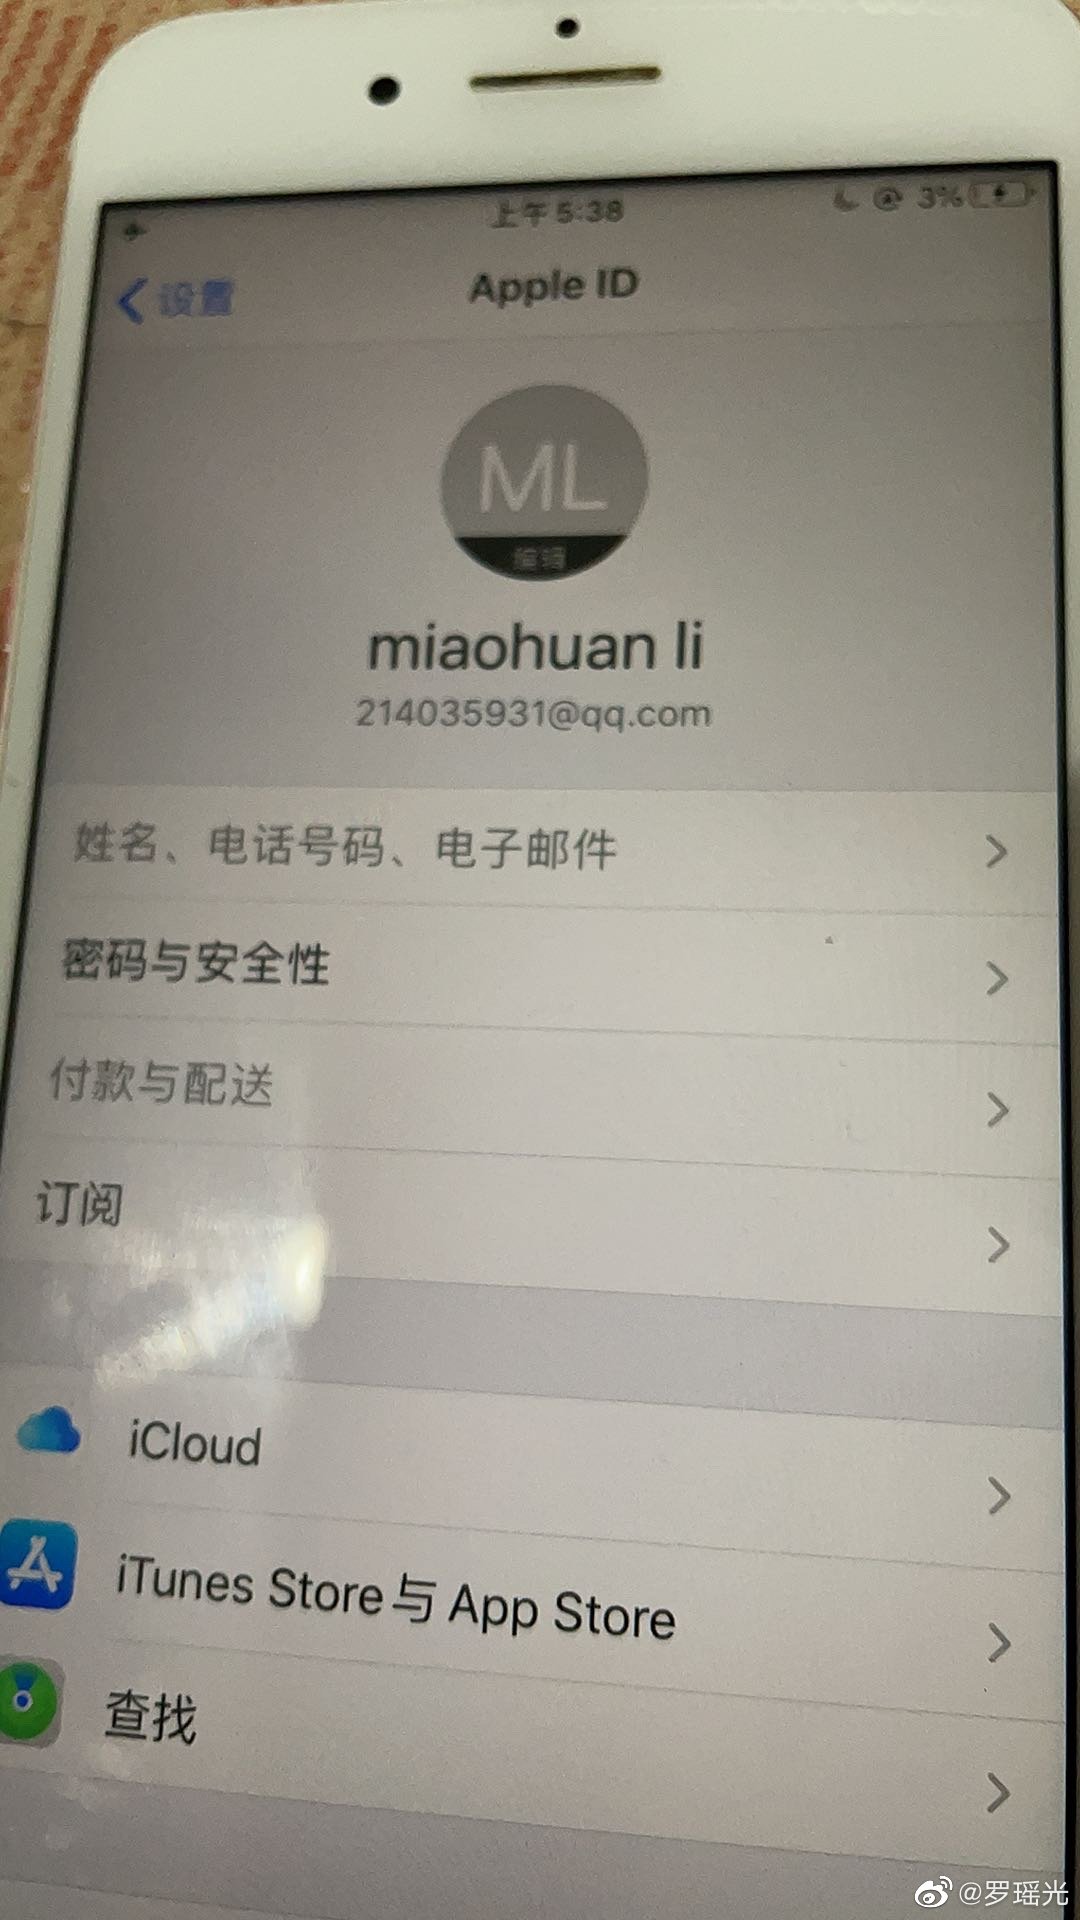 上午5:38
3%
设置
Apple ID
ML
编辑
miaohuan li
214035931@qq.com
姓名、电话号码、电子邮件
密码与安全性
付款与配送
订阅
iCloud
iTunes Store与 App Store
查找
@罗瑶光